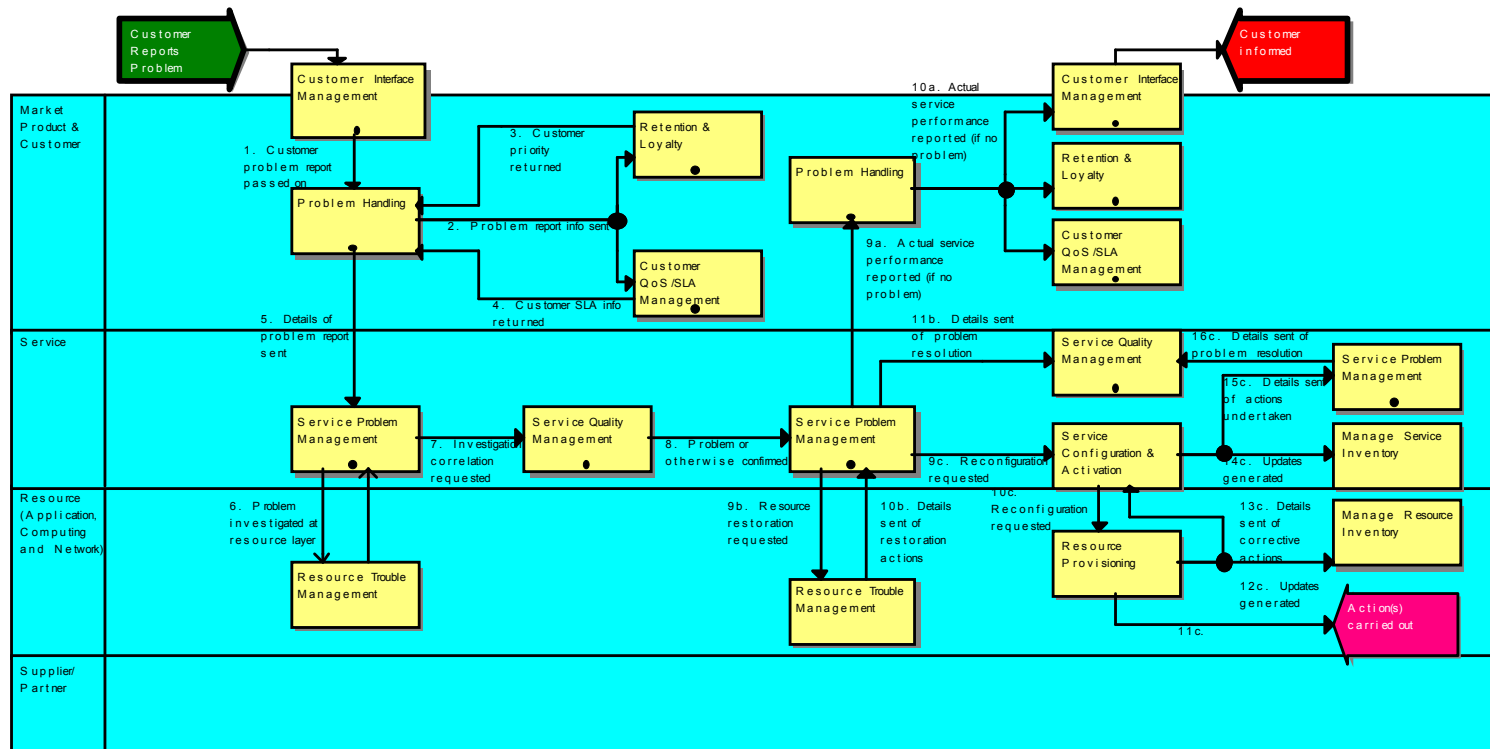 Customer
Reports
Problem
Customer
informed
Market
Product &
Customer
Customer Interface
Management
1. Customer
problem report
passed on
Problem Handling
3. Customer
priority
returned
2. Problem report info sent
Retention &
Loyalty
Customer
QoS/SLA
Management
4. Customer SLA info
returned
5. Details of
problem report
sent
Problem Handling
9a. Actual service
performance
reported (if no
problem)
10a. Actual
service
performance
reported (if no
problem)
Customer Interface
Management
Retention &
Loyalty
Customer
QoS/SLA
Management
Service
Service Problem
Management
7. Investigation
correlation
requested
Service Quality
Management
8. Problem or
otherwise confirmed
Service Problem
Management
11b. Details sent
of problem
resolution
Service Quality
Management
16c. Details sent of
problem resolution
Service Problem
Management
15c. Details sent
of actions
undertaken
9c. Reconfiguration
requested
Service
Configuration &
Activation
14c. Updates
generated
Manage Service
Inventory
Resource
(Application,
Computing
and Network)
6. Problem
investigated at
resource layer
Resource Trouble
Management
9b. Resource
restoration
requested
10b. Details
sent of
restoration
actions
Resource Trouble
Management
10c.
Reconfiguration
requested
Resource
Provisioning
13c. Details
sent of
corrective
actions
Manage Resource
Inventory
12c. Updates
generated
11c.
Action(s)
carried out
Supplier/
Partner